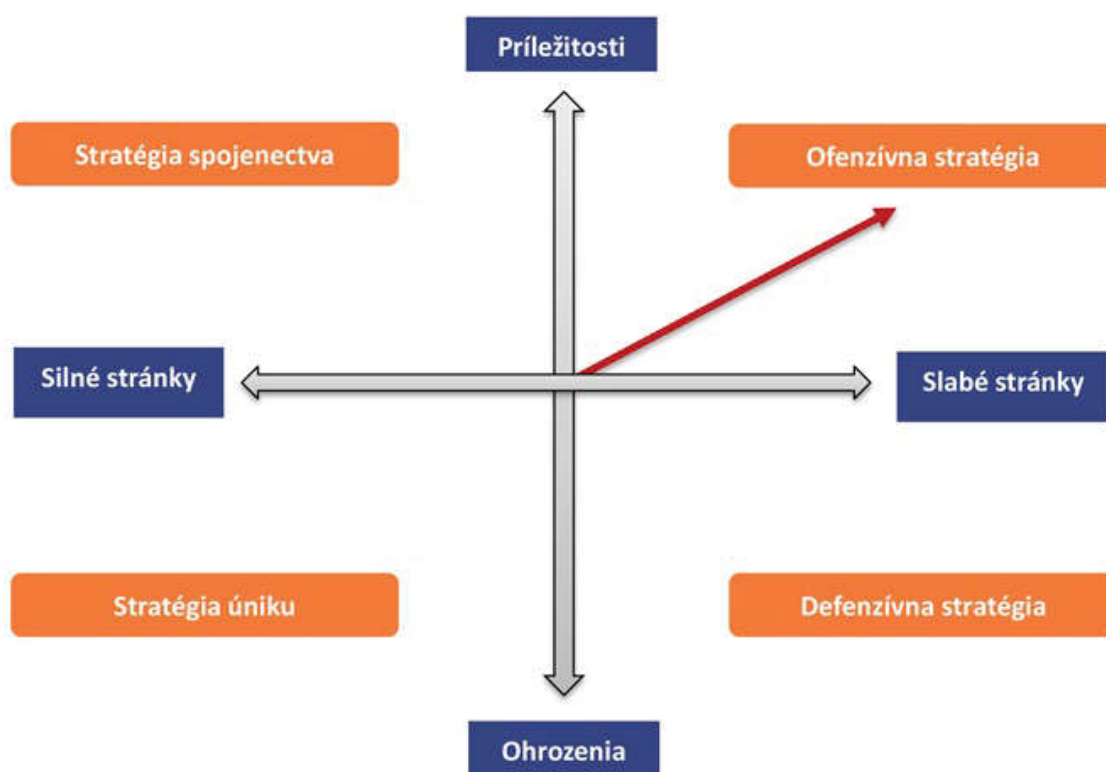 Príležitosti
Stratégia spojenectva
Ofenzívna stratégia
Silné stránky
Slabé stránky
Stratégia úniku
Defenzívna stratégia
Ohrozenia